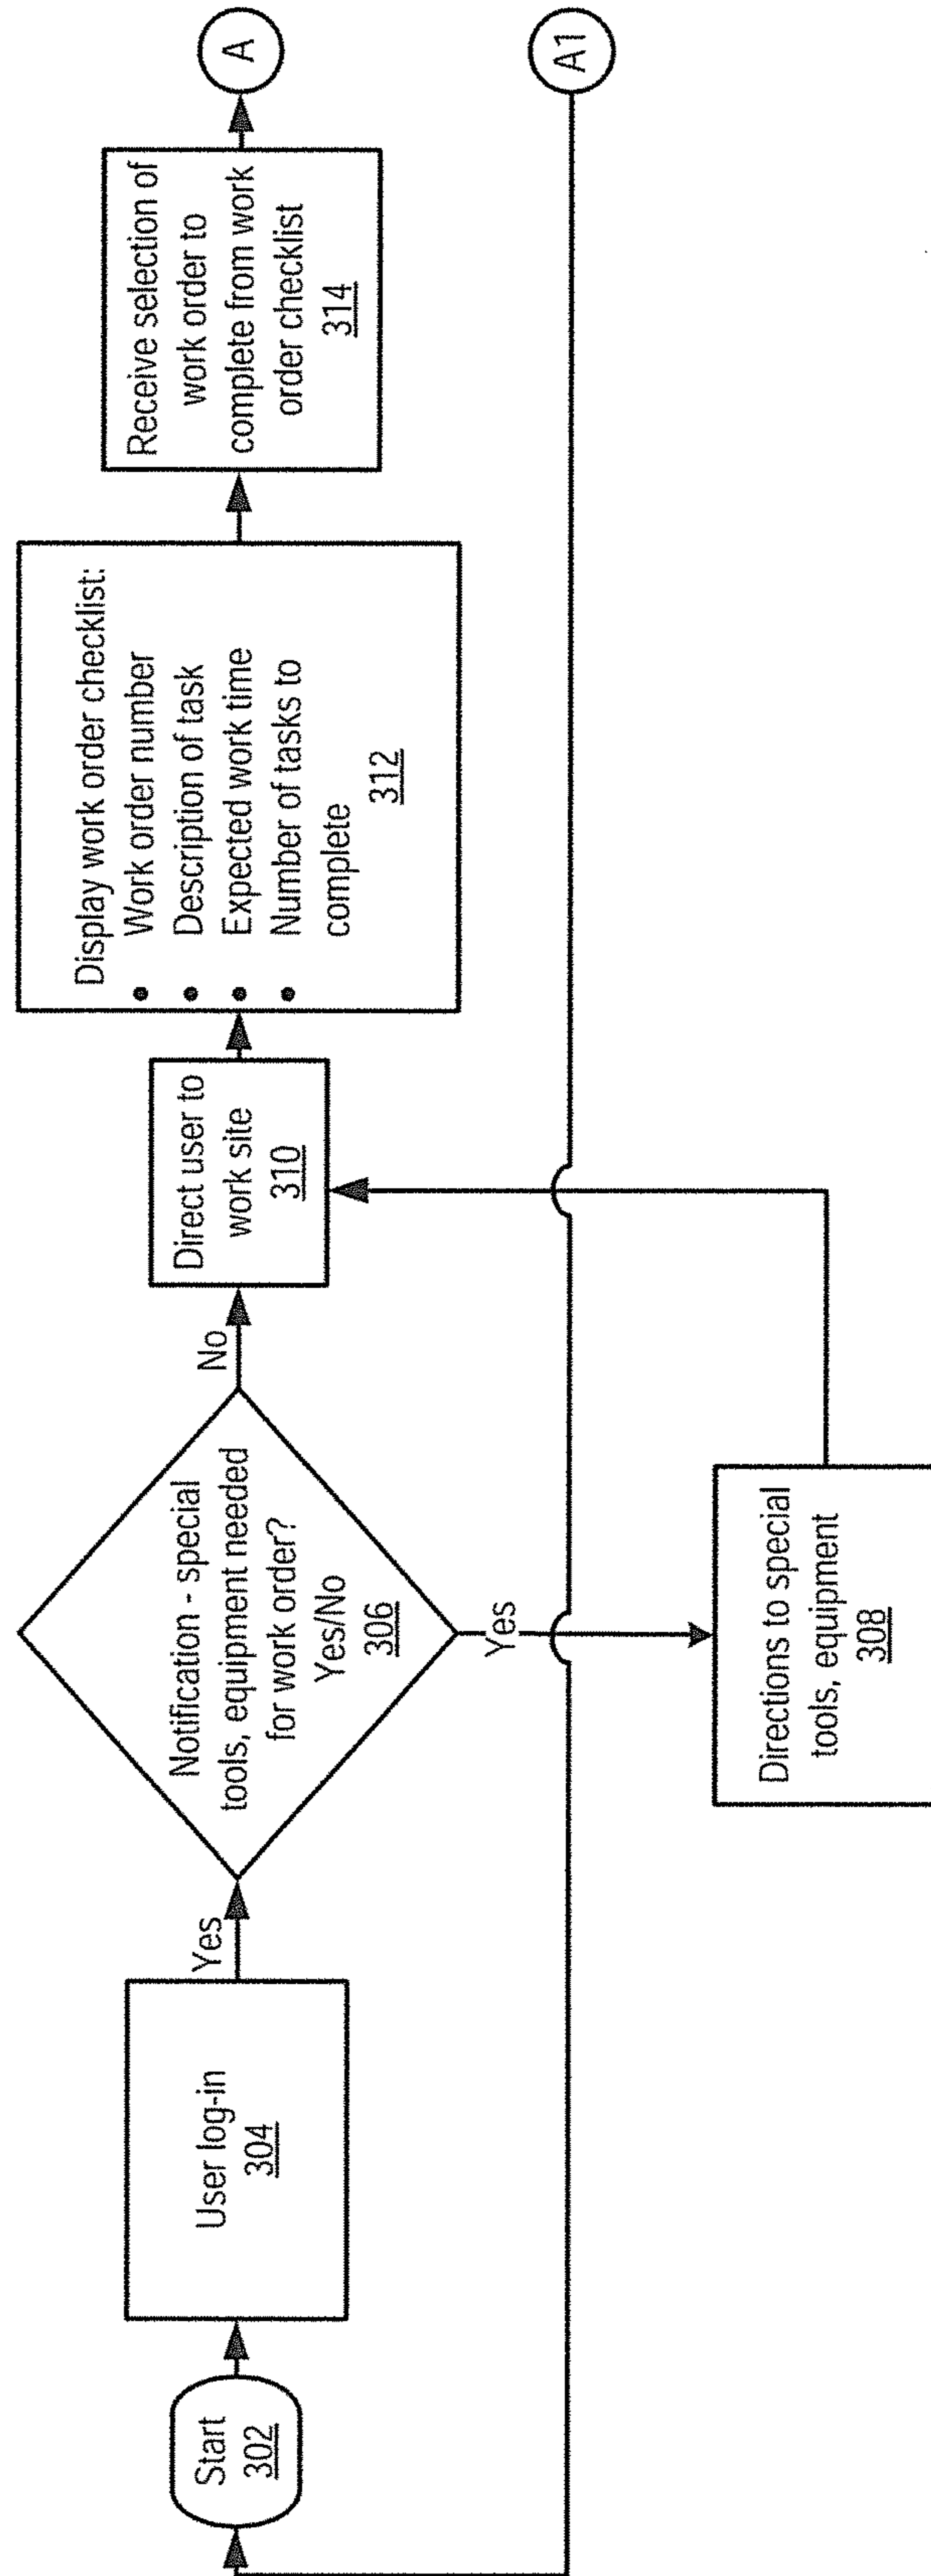 Start
302
User log-in
304
Yes
Notification - special
tools, equipment needed
for work order?
Yes/No
306
No
Yes
Directions to special
tools, equipment
308
Direct user to
work site
310
Display work order checklist:
• Work order number
• Description of task
• Expected work time
• Number of tasks to
complete
312
Receive selection of
work order to
complete from work
order checklist
314
A
A1